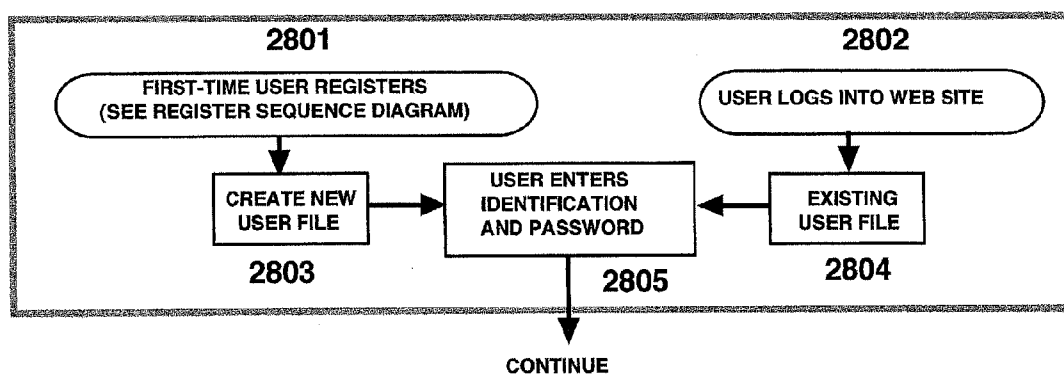 2801
2802
FIRST-TIME USER REGISTERS
(SEE REGISTER SEQUENCE DIAGRAM)
USER LOGS INTO WEB SITE
CREATE NEW
USER FILE
USER ENTERS
IDENTIFICATION
AND PASSWORD
EXISTING
USER FILE
2803
2805
2804
CONTINUE